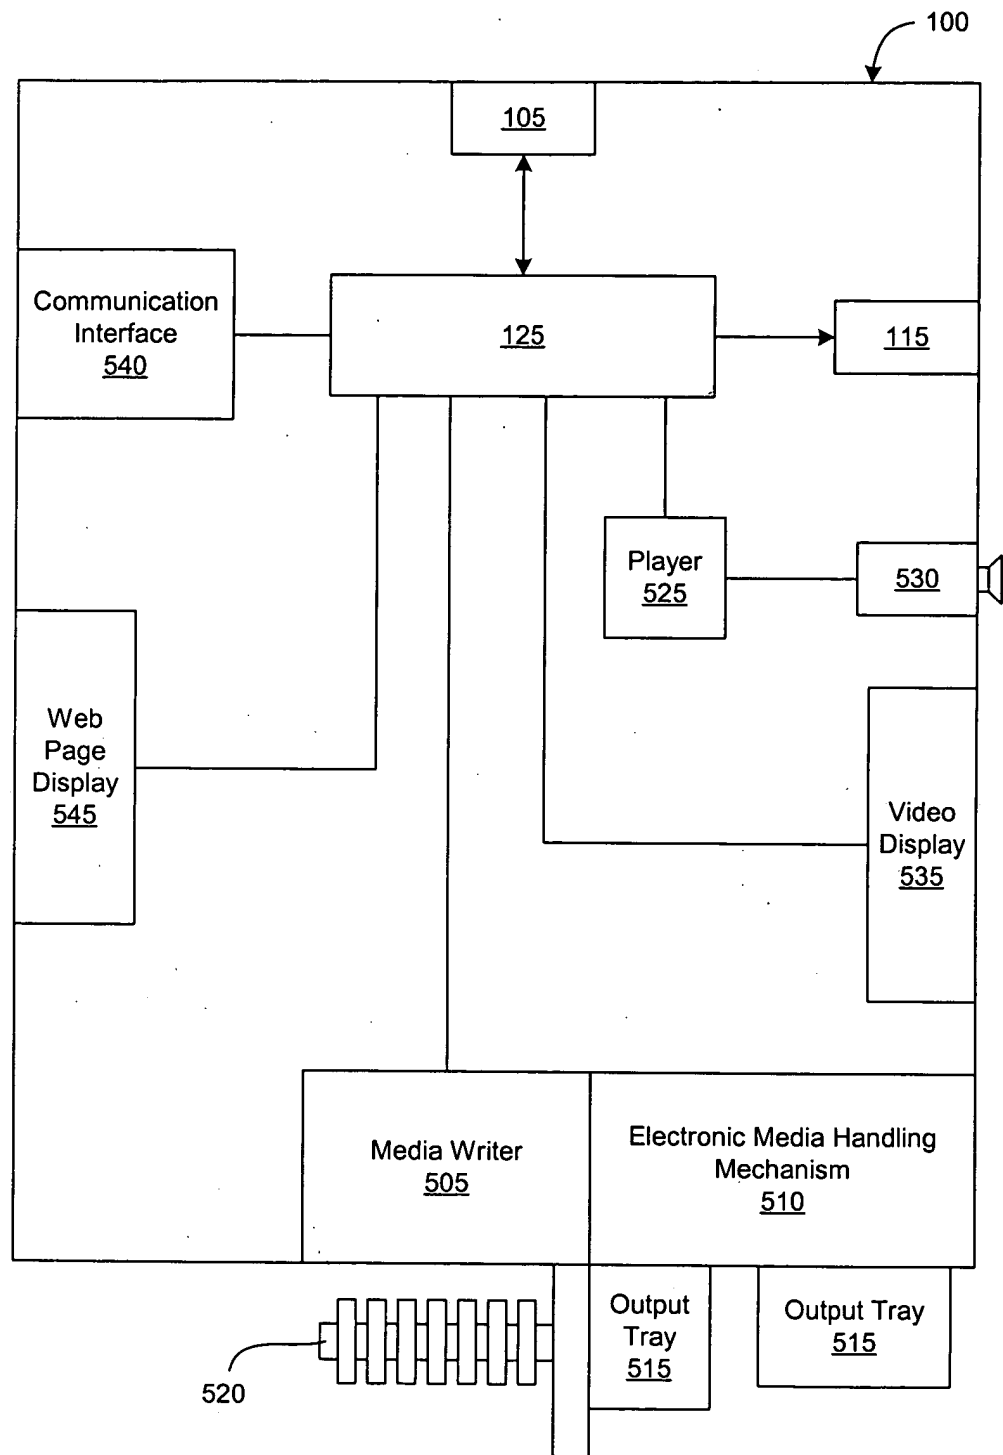 100
105
Communication
Interface
540
125
115
Player
525
530
Web
Page
Display
545
Video
Display
535
Media Writer
505
Electronic Media Handling
Mechanism
510
Output
Tray
515
Output Tray
515
520